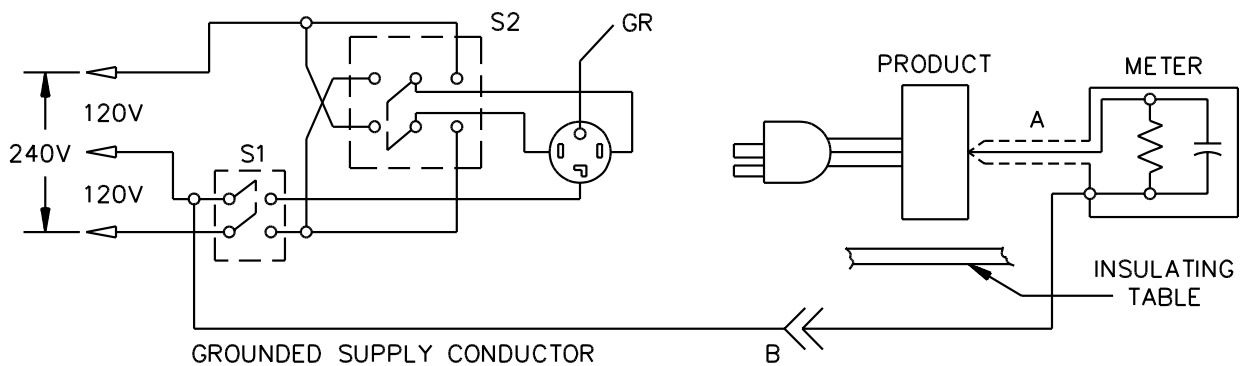 S2
GR
PRODUCT
METER
120V
A
240V
S1
120V
INSULATING
TABLE
GROUNDED SUPPLY CONDUCTOR
B